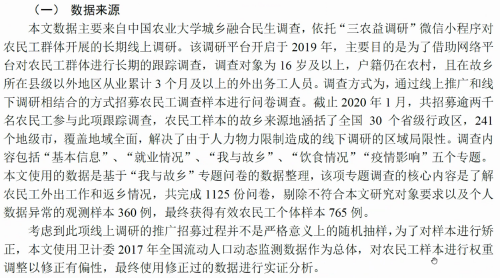 （一） 数据来源
本文数据主要来自中国农业大学城乡融合民生调查，依托“三农益调研”微信小程序对
农民工群体开展的长期线上调研。该调研平台开启于 2019 年，主要目的是为了借助网络平
台对农民工群体进行长期的跟踪调查，调查对象为 16 岁及以上，户籍仍在农村，且在故乡
所在县级以外地区从业累计 3 个月及以上的外出务工人员。调查方式为，通过线上推广和线
下调研相结合的方式招募农民工调查样本进行问卷调查。截止 2020 年 1 月，共招募逾两千
名农民工参与此项跟踪调查，农民工样本的故乡来源地涵括了全国 30 个省级行政区，241
个地级市，覆盖地域全面，解决了由于人力物力限制造成的线下调研的区域局限性。调查内
容包括“基本信息”、“就业情况”、“我与故乡”、“饮食情况”“疫情影响”五个专题。
本文使用的数据是基于“我与故乡”专题问卷的数据整理，该项专题调查的核心内容是了解
农民工外出工作和返乡情况，共完成 1125 份问卷，剔除不符合本文研究对象要求以及个人
数据异常的观测样本 360 例，最终获得有效农民工个体样本 765 例。
考虑到此项线上调研的推广招募过程并不是严格意义上的随机抽样，为了对样本进行矫
正，本文使用卫计委 2017 年全国流动人口动态监测数据作为总体，对农民工样本进行权重
调整以修正有偏性，最终使用修正过的数据进行实证分析。